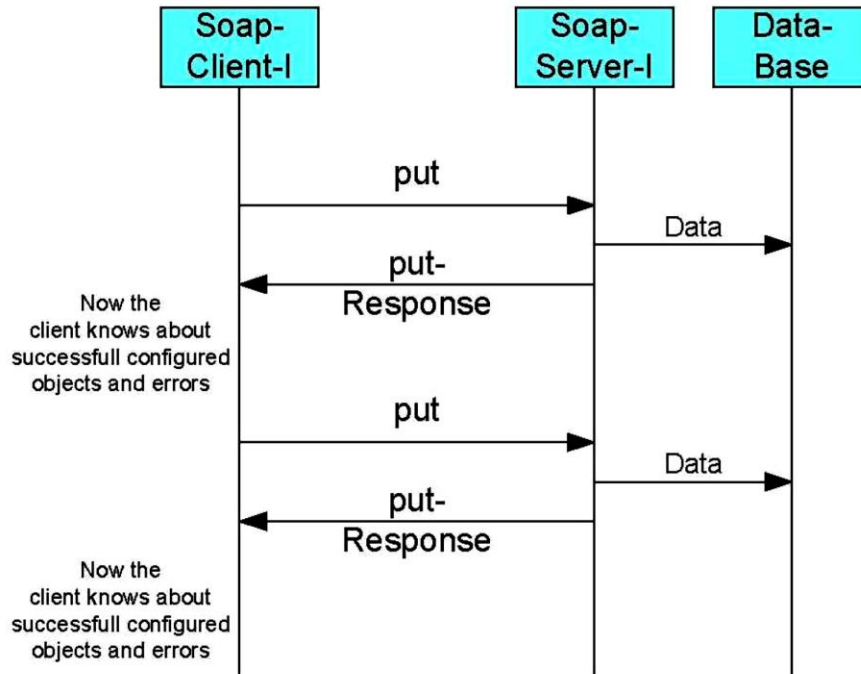 Soap-
Client-I
Soap-
Server-I
Data-
Base
put
Data
put-
Response
Now the
client knows about
successfull configured
objects and errors
put
Data
put-
Response
Now the
client knows about
successfull configured
objects and errors